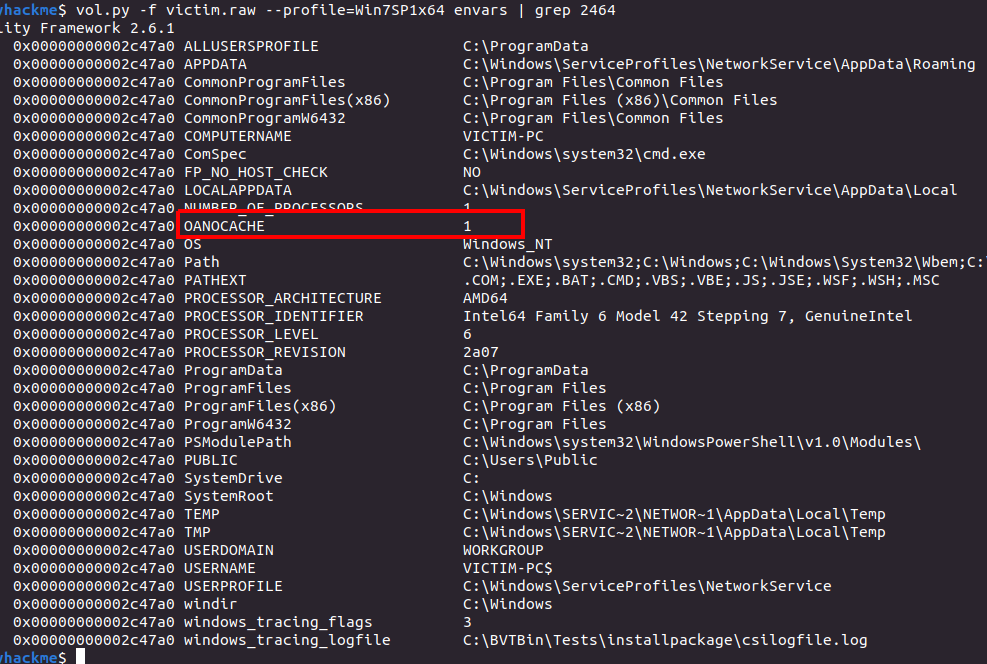 yhackme$ vol.py -f victim.raw --profile=Win7SP1x64 envars | grep 2464
lity Framework 2.6.1
0x00000000002c47a0 ALLUSERSPROFILE C:\ProgramData
0x00000000002c47a0 APPDATA C:\Windows\ServiceProfiles\NetworkService\AppData\Roaming
0x00000000002c47a0 CommonProgramFiles C:\Program Files\Common Files
0x00000000002c47a0 CommonProgramFiles(x86) C:\Program Files (x86)\Common Files
0x00000000002c47a0 CommonProgramW6432 C:\Program Files\Common Files
0x00000000002c47a0 COMPUTERNAME VICTIM-PC
0x00000000002c47a0 ComSpec C:\Windows\system32\cmd.exe
0x00000000002c47a0 FP_NO_HOST_CHECK NO
0x00000000002c47a0 LOCALAPPDATA C:\Windows\ServiceProfiles\NetworkService\AppData\Local
0x00000000002c47a0 NUMBER_OF_PROCESSORS 1
0x00000000002c47a0 OANOCACHE 1
0x00000000002c47a0 OS Windows_NT
0x00000000002c47a0 Path C:\Windows\system32;C:\Windows;C:\Windows\System32\Wbem;C:\
0x00000000002c47a0 PATHEXT .COM;.EXE;.BAT;.CMD;.VBS;.VBE;.JS;.JSE;.WSF;.WSH;.MSC
0x00000000002c47a0 PROCESSOR_ARCHITECTURE AMD64
0x00000000002c47a0 PROCESSOR_IDENTIFIER Intel64 Family 6 Model 42 Stepping 7, GenuineIntel
0x00000000002c47a0 PROCESSOR_LEVEL 6
0x00000000002c47a0 PROCESSOR_REVISION 2a07
0x00000000002c47a0 ProgramData C:\ProgramData
0x00000000002c47a0 ProgramFiles C:\Program Files
0x00000000002c47a0 ProgramFiles(x86) C:\Program Files (x86)
0x00000000002c47a0 ProgramW6432 C:\Program Files
0x00000000002c47a0 PSModulePath C:\Windows\system32\WindowsPowerShell\v1.0\Modules\
0x00000000002c47a0 PUBLIC C:\Users\Public
0x00000000002c47a0 SystemDrive C:
0x00000000002c47a0 SystemRoot C:\Windows
0x00000000002c47a0 TEMP C:\Windows\SERVIC~2\NETWOR~1\AppData\Local\Temp
0x00000000002c47a0 TMP C:\Windows\SERVIC~2\NETWOR~1\AppData\Local\Temp
0x00000000002c47a0 USERDOMAIN WORKGROUP
0x00000000002c47a0 USERNAME VICTIM-PC$
0x00000000002c47a0 USERPROFILE C:\Windows\ServiceProfiles\NetworkService
0x00000000002c47a0 windir C:\Windows
0x00000000002c47a0 windows_tracing_flags 3
0x00000000002c47a0 windows_tracing_logfile C:\BVTBin\Tests\installpackage\csilogfile.log
yhackme$